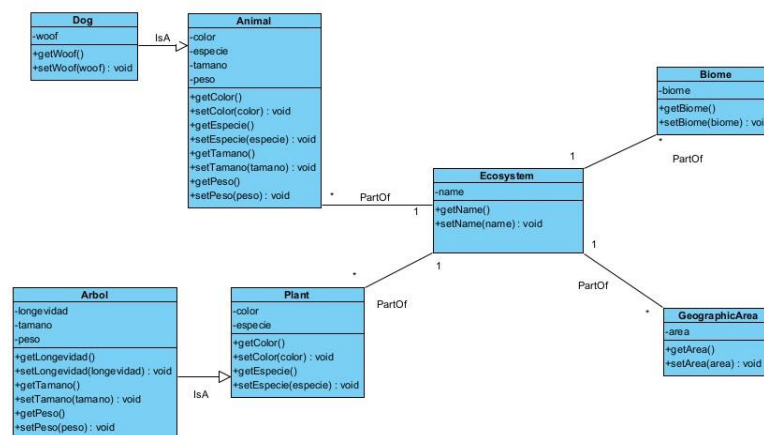 Dog
-woof
+getWoof()
+setWoof(woof) : void
IsA
Animal
-color
-especie
-tamano
-peso
+getColor()
+setColor(color) : void
+getEspecie()
+setEspecie(especie) : void
+getTamano()
+setTamano(tamano) : void
+getPeso()
+setPeso(peso) : void
* PartOf 1
Biome
-biome
+getBiome()
+setBiome(biome) : voi
1 * PartOf
Ecosystem
-name
+getName()
+setName(name) : void
1 * PartOf
GeographicArea
-area
+getArea()
+setArea(area) : void
* PartOf 1
Plant
-color
-especie
+getColor()
+setColor(color) : void
+getEspecie()
+setEspecie(especie) : void
IsA
Arbol
-longevidad
-tamano
-peso
+getLongevidad()
+setLongevidad(longevidad) : void
+getTamano()
+setTamano(tamano) : void
+getPeso()
+setPeso(peso) : void